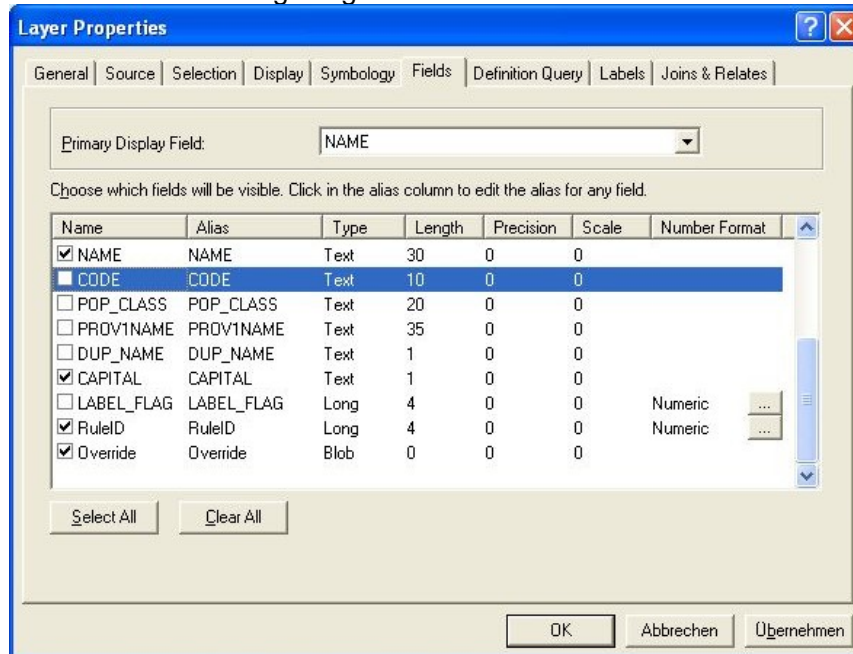 Layer Properties
General Source Selection Display Symbology Fields Definition Query Labels Joins & Relates
Primary Display Field: NAME
Choose which fields will be visible. Click in the alias column to edit the alias for any field.
Name Alias Type Length Precision Scale Number Format
NAME NAME Text 30 0 0
CODE CODE Text 10 0 0
POP_CLASS POP_CLASS Text 20 0 0
PROV1NAME PROV1NAME Text 35 0 0
DUP_NAME DUP_NAME Text 1 0 0
CAPITAL CAPITAL Text 1 0 0
LABEL_FLAG LABEL_FLAG Long 4 0 0 Numeric ...
RuleID RuleID Long 4 0 0 Numeric ...
Override Override Blob 0 0 0
Select All Clear All
OK Abbrechen Übernehmen